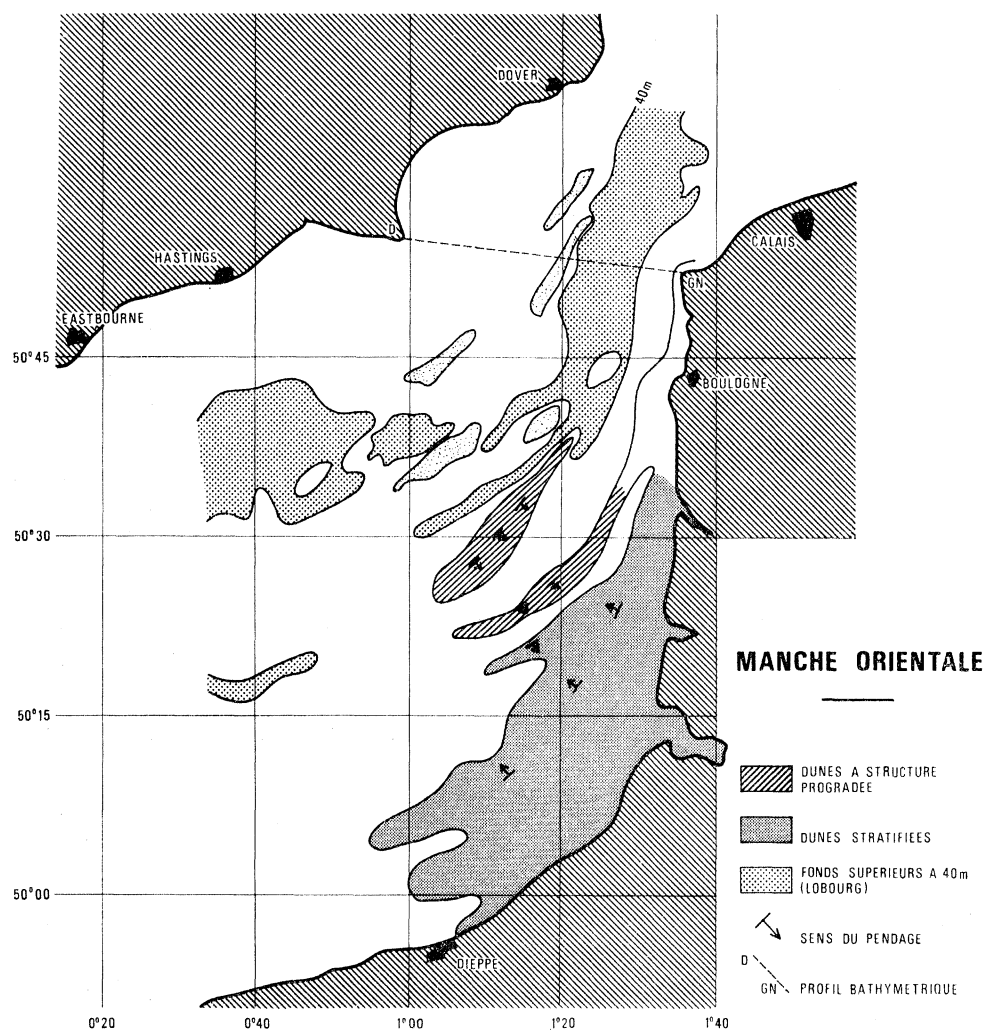 DOVER
40m
D
HASTINGS
CALAIS
GN
EASTBOURNE
50°45
BOULOGNE
50°30
MANCHE ORIENTALE
50°15
DUNES A STRUCTURE
PROGRADEE
DUNES STRATIFIEES
FONDS SUPERIEURS A 40m
(LOBOURG)
50°00
SENS DU PENDAGE
D
GN PROFIL BATHYMETRIQUE
DIEPPE
0°20 0°40 1°00 1°20 1°40